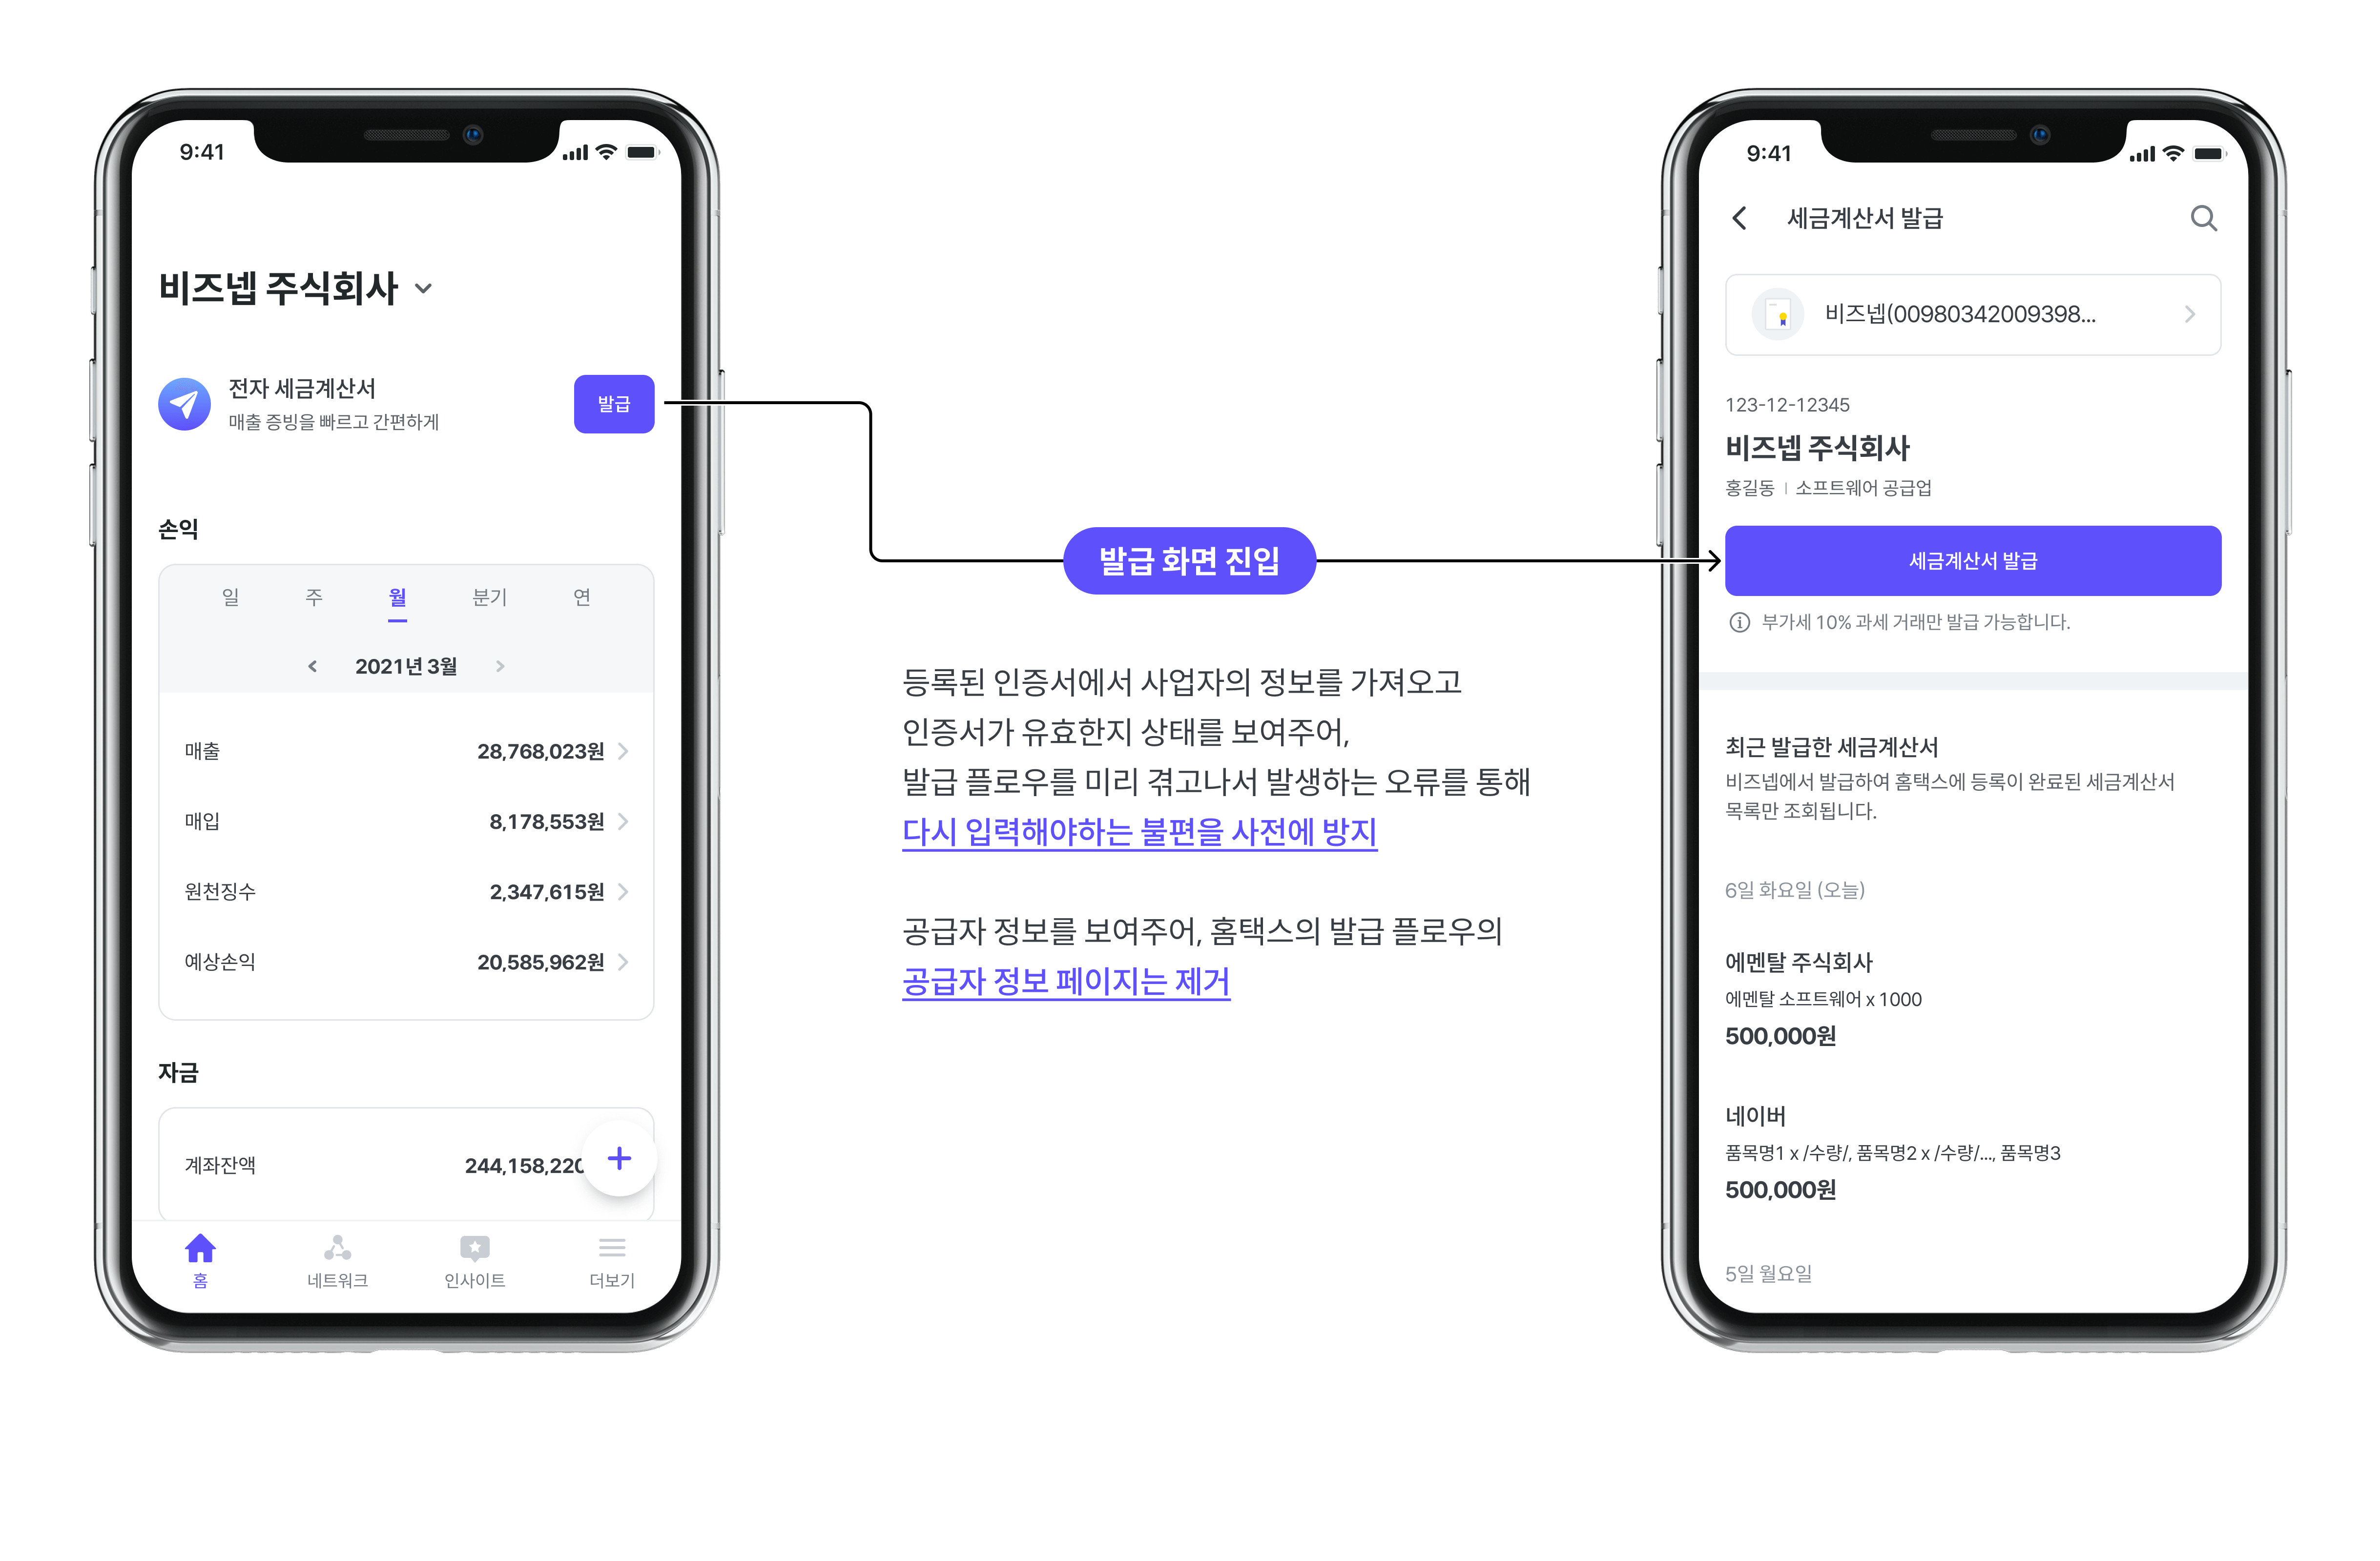 9:41
비즈넵 주식회사
전자 세금계산서
매출 증빙을 빠르고 간편하게
발급
손익
일 주 월 분기 연
2021년 3월
매출 28,768,023원
매입 8,178,553원
원천징수 2,347,615원
예상손익 20,585,962원
자금
계좌잔액 244,158,220
홈 네트워크 인사이트 더보기
발급 화면 진입
등록된 인증서에서 사업자의 정보를 가져오고
인증서가 유효한지 상태를 보여주어,
발급 플로우를 미리 겪고나서 발생하는 오류를 통해
다시 입력해야하는 불편을 사전에 방지
공급자 정보를 보여주어, 홈택스의 발급 플로우의
공급자 정보 페이지는 제거
9:41
세금계산서 발급
비즈넵(00980342009398...
123-12-12345
비즈넵 주식회사
홍길동 | 소프트웨어 공급업
세금계산서 발급
부가세 10% 과세 거래만 발급 가능합니다.
최근 발급한 세금계산서
비즈넵에서 발급하여 홈택스에 등록이 완료된 세금계산서
목록만 조회됩니다.
6일 화요일 (오늘)
에멘탈 주식회사
에멘탈 소프트웨어 x 1000
500,000원
네이버
품목명1 x /수량/, 품목명2 x /수량/..., 품목명3
500,000원
5일 월요일